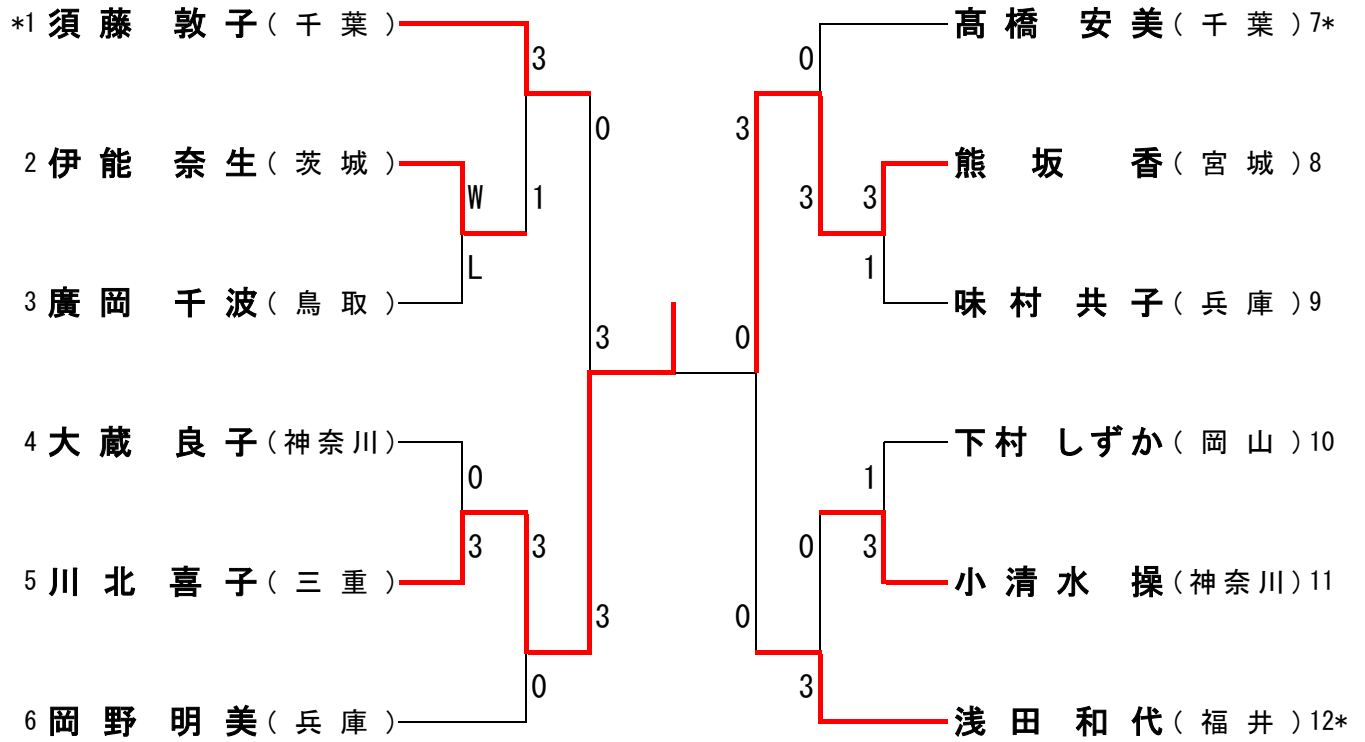 *1 須藤 敦子(千葉)
高橋 安美(千葉)7*
3
0
0
3
2 伊能 奈生(茨城)
熊坂 香(宮城)8
W
1
3
3
L
1
3 廣岡 千波(鳥取)
味村 共子(兵庫)9
3
0
4 大蔵 良子(神奈川)
下村 しずか(岡山)10
0
1
3
3
0
3
5 川北 喜子(三重)
小清水 操(神奈川)11
3
0
0
3
6 岡野 明美(兵庫)
浅田 和代(福井)12*